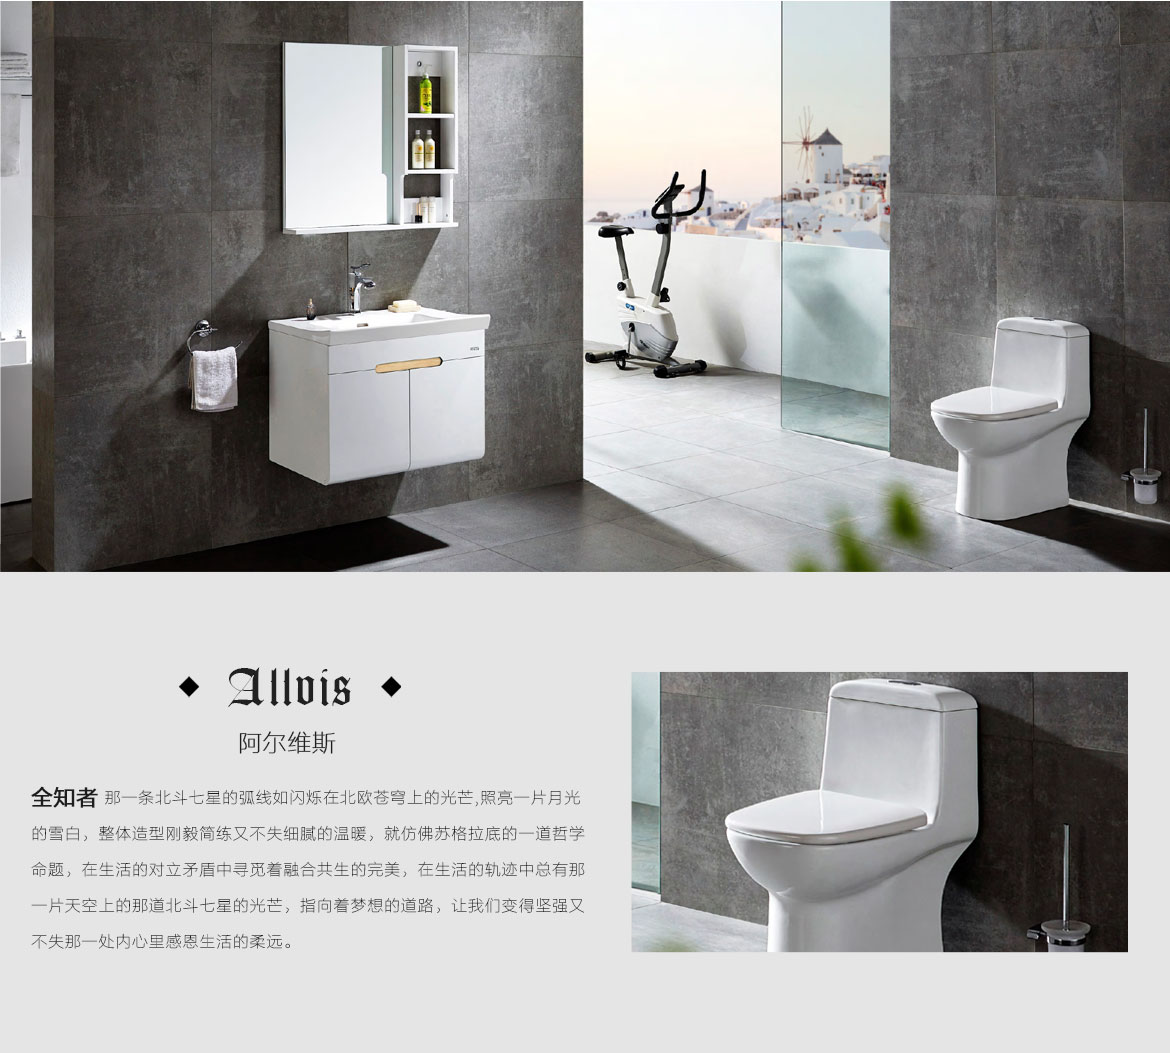 ◆ Allvis ◆
阿尔维斯
全知者 那一条北斗七星的弧线如闪烁在北欧苍穹上的光芒,照亮一片月光
的雪白，整体造型刚毅简练又不失细腻的温暖，就仿佛苏格拉底的一道哲学
命题，在生活的对立矛盾中寻觅着融合共生的完美，在生活的轨迹中总有那
一片天空上的那道北斗七星的光芒，指向着梦想的道路，让我们变得坚强又
不失那一处内心里感恩生活的柔远。